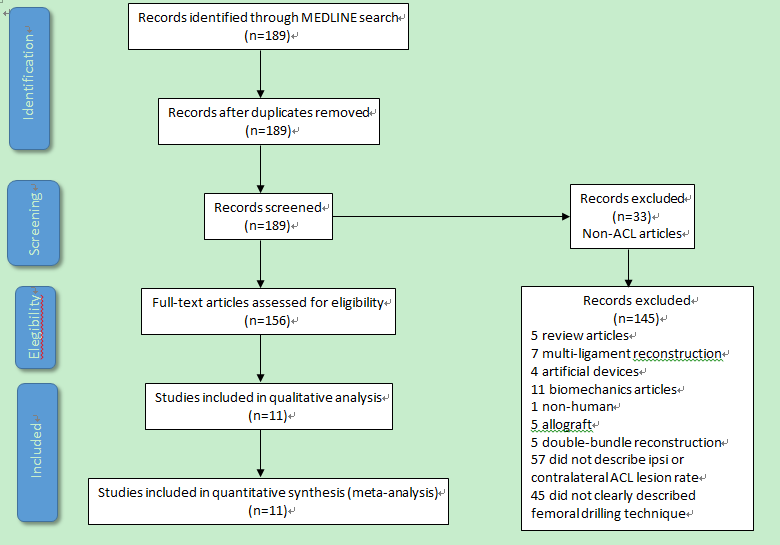 Identification
Records identified through MEDLINE search
(n=189)
Records after duplicates removed
(n=189)
Screening
Records screened
(n=189)
Records excluded
(n=33)
Non-ACL articles
Elegibility
Full-text articles assessed for eligibility
(n=156)
Records excluded
(n=145)
5 review articles
7 multi-ligament reconstruction
4 artificial devices
11 biomechanics articles
1 non-human
5 allograft
5 double-bundle reconstruction
57 did not describe ipsi or
contralateral ACL lesion rate
45 did not clearly described
femoral drilling technique
Included
Studies included in qualitative analysis
(n=11)
Studies included in quantitative synthesis (meta-analysis)
(n=11)